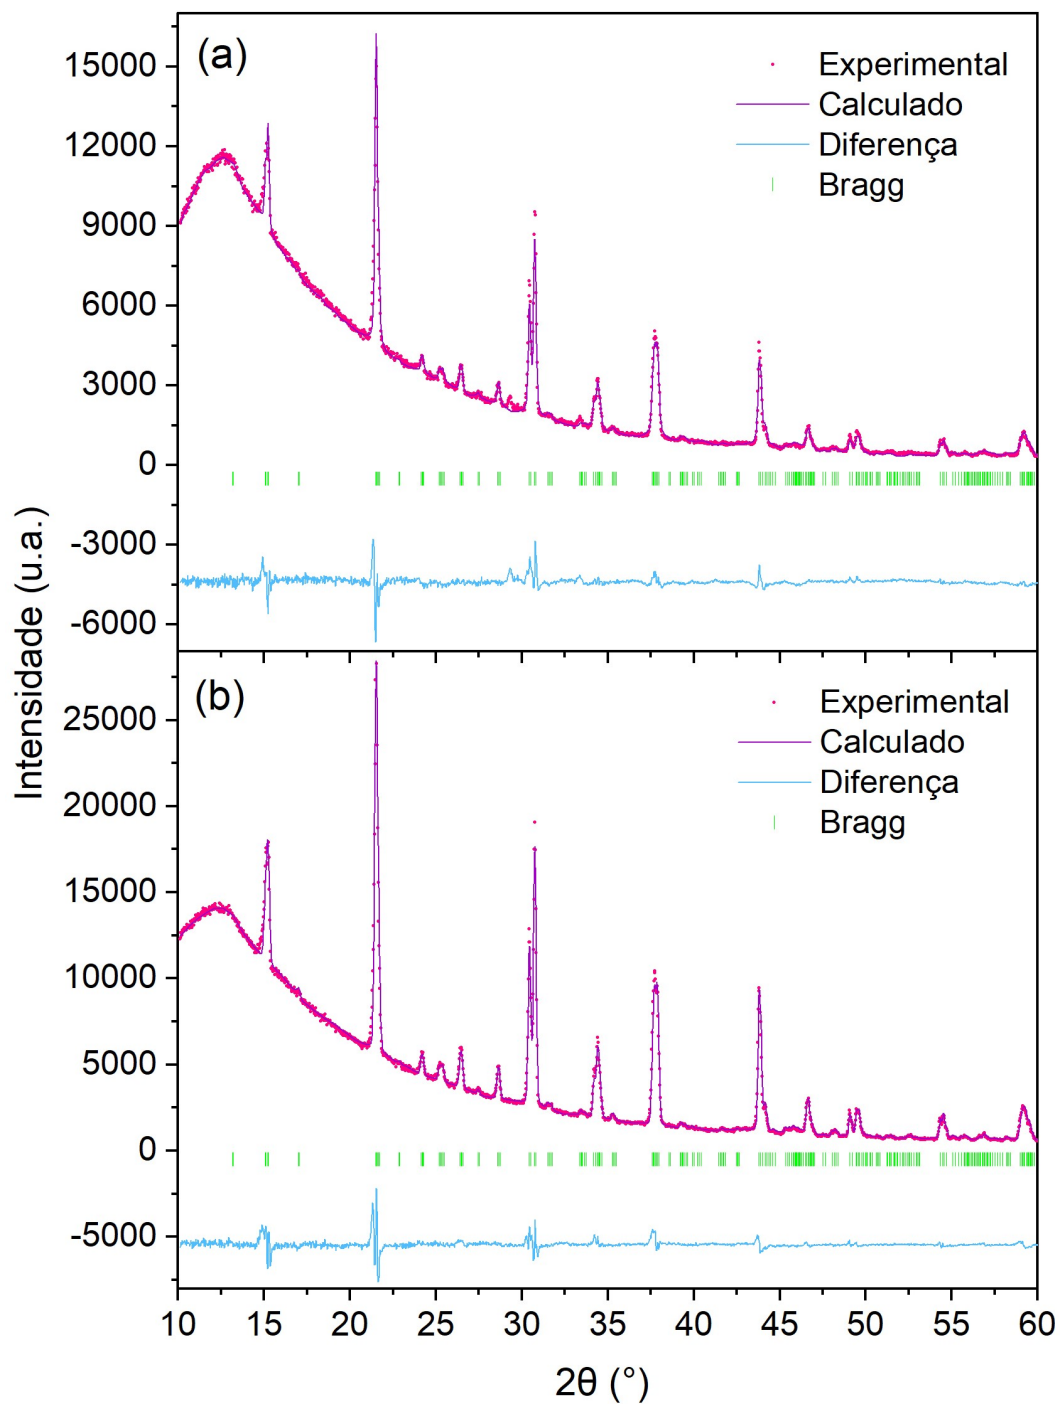 (a)
Experimental
Calculado
Diferença
Bragg
15000
12000
9000
6000
3000
0
-3000
-6000
Intensidade (u.a.)
(b)
Experimental
Calculado
Diferença
Bragg
25000
20000
15000
10000
5000
0
-5000
10 15 20 25 30 35 40 45 50 55 60
2θ (°)